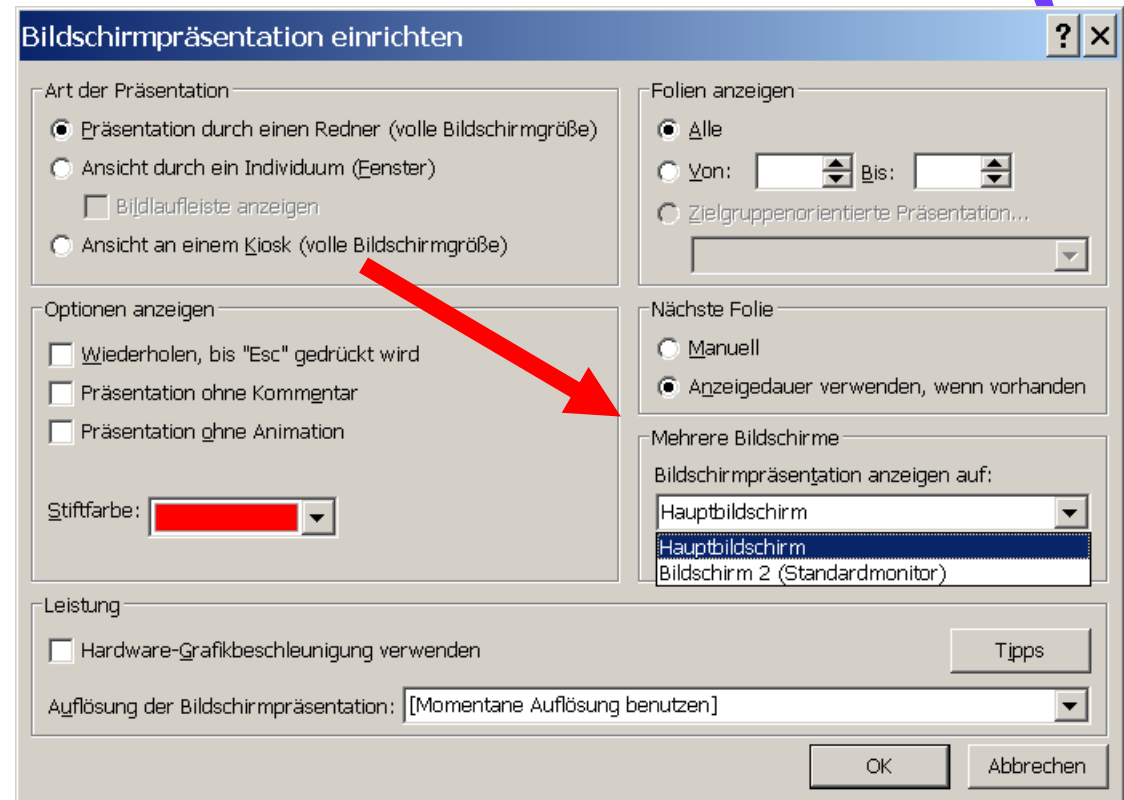 Bildschirmpräsentation einrichten
Art der Präsentation
Präsentation durch einen Redner (volle Bildschirmgröße)
Ansicht durch ein Individuum (Fenster)
Bildlaufleiste anzeigen
Ansicht an einem Kiosk (volle Bildschirmgröße)
Folien anzeigen
Alle
Von: Bis:
Zielgruppenorientierte Präsentation...
Optionen anzeigen
Wiederholen, bis "Esc" gedrückt wird
Präsentation ohne Kommentar
Präsentation ohne Animation
Stiftfarbe:
Nächste Folie
Manuell
Anzeigedauer verwenden, wenn vorhanden
Mehrere Bildschirme
Bildschirmpräsentation anzeigen auf:
Hauptbildschirm
Hauptbildschirm
Bildschirm 2 (Standardmonitor)
Leistung
Hardware-Grafikbeschleunigung verwenden
Tipps
Auflösung der Bildschirmpräsentation: [Momentane Auflösung benutzen]
OK Abbrechen